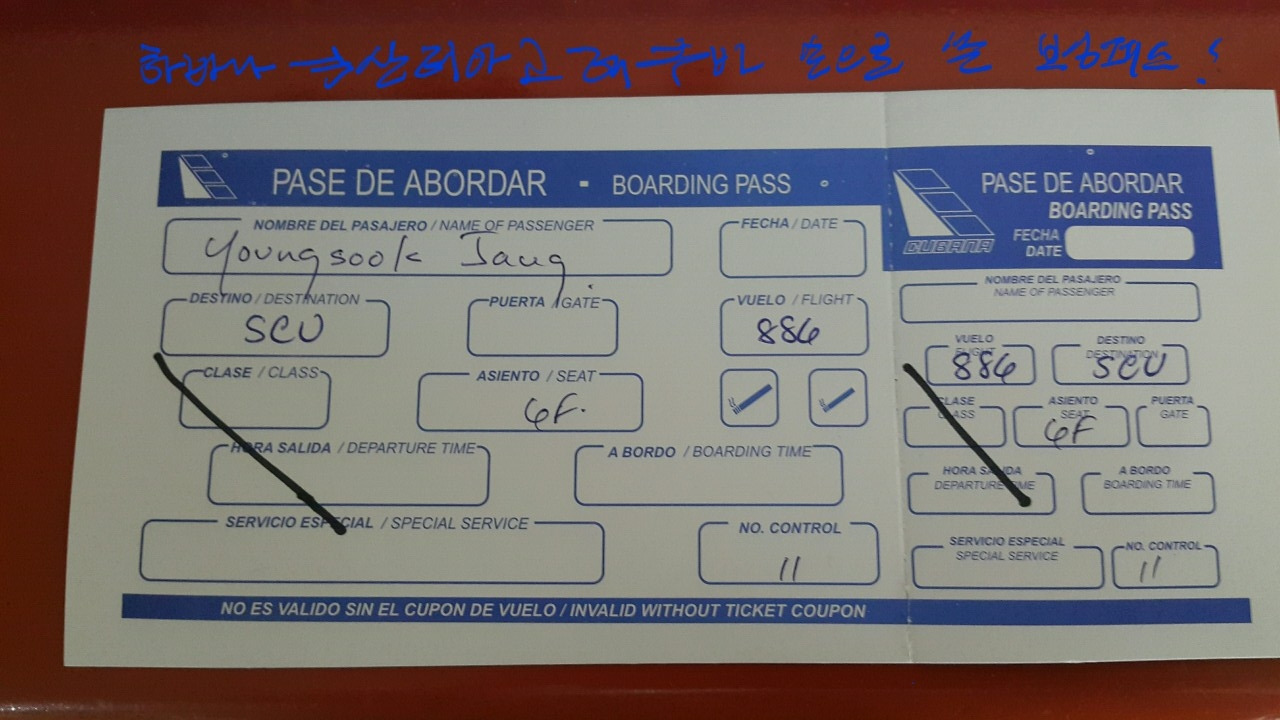 하바나 ⇒ 산티아고 데 쿠바 손으로 쓴 보딩패스!
PASE DE ABORDAR - BOARDING PASS
NOMBRE DEL PASAJERO / NAME OF PASSENGER
Youngsook Jang
FECHA / DATE
DESTINO / DESTINATION
SCU
PUERTA / GATE
VUELO / FLIGHT
886
CLASE / CLASS
ASIENTO / SEAT
6F.
HORA SALIDA / DEPARTURE TIME
A BORDO / BOARDING TIME
SERVICIO ESPECIAL / SPECIAL SERVICE
NO. CONTROL
11
NO ES VALIDO SIN EL CUPON DE VUELO / INVALID WITHOUT TICKET COUPON
PASE DE ABORDAR
BOARDING PASS
CUBANA
FECHA
DATE
NOMBRE DEL PASAJERO
NAME OF PASSENGER
VUELO
FLIGHT
886
DESTINO
DESTINATION
SCU
CLASE
CLASS
ASIENTO
SEAT
6F
PUERTA
GATE
HORA SALIDA
DEPARTURE TIME
A BORDO
BOARDING TIME
SERVICIO ESPECIAL
SPECIAL SERVICE
NO. CONTROL
11